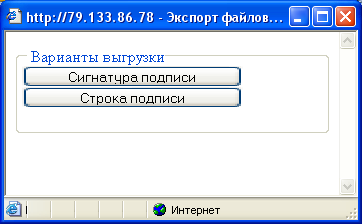 http://79.133.86.78 - Экспорт файлов...
Варианты выгрузки
Сигнатура подписи
Строка подписи
Интернет